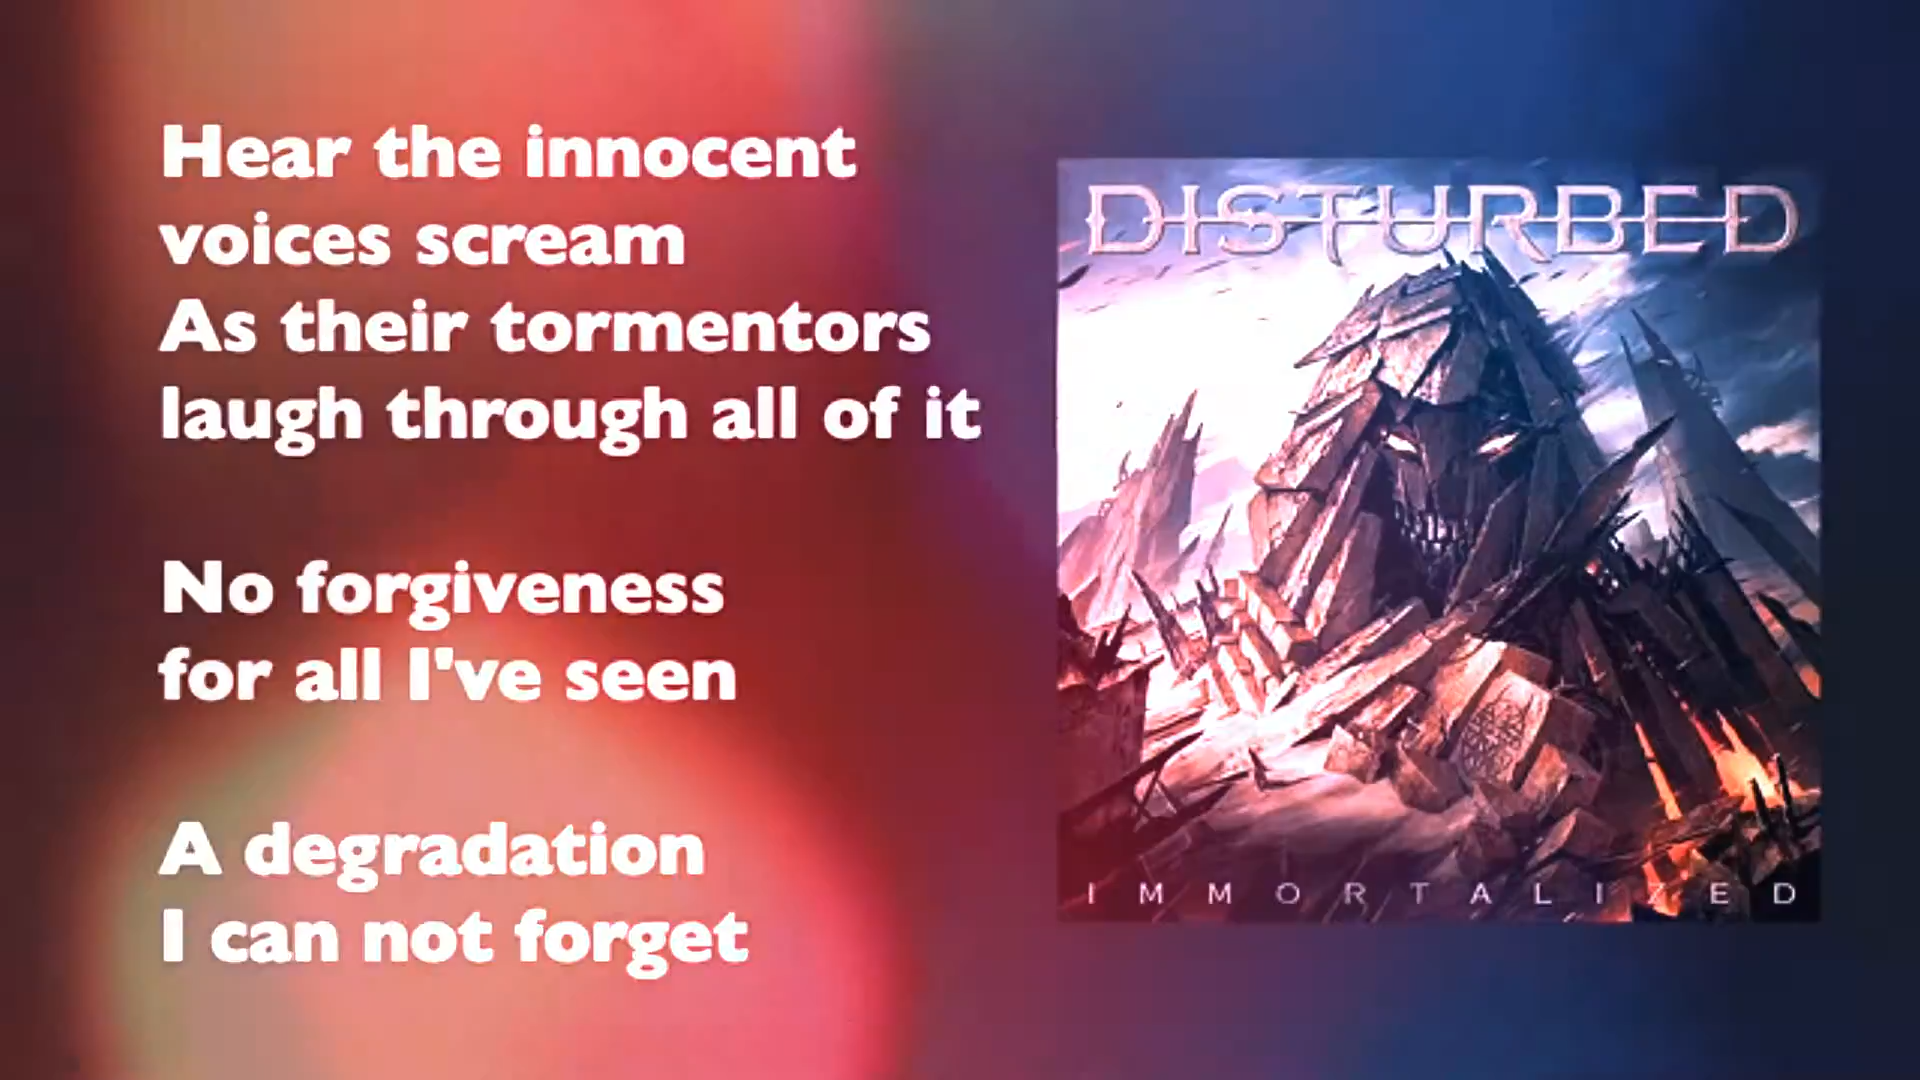 Hear the innocent
voices scream
As their tormentors
laugh through all of it
No forgiveness
for all I've seen
A degradation
I can not forget
DISTURBED
IMMORTALIZED